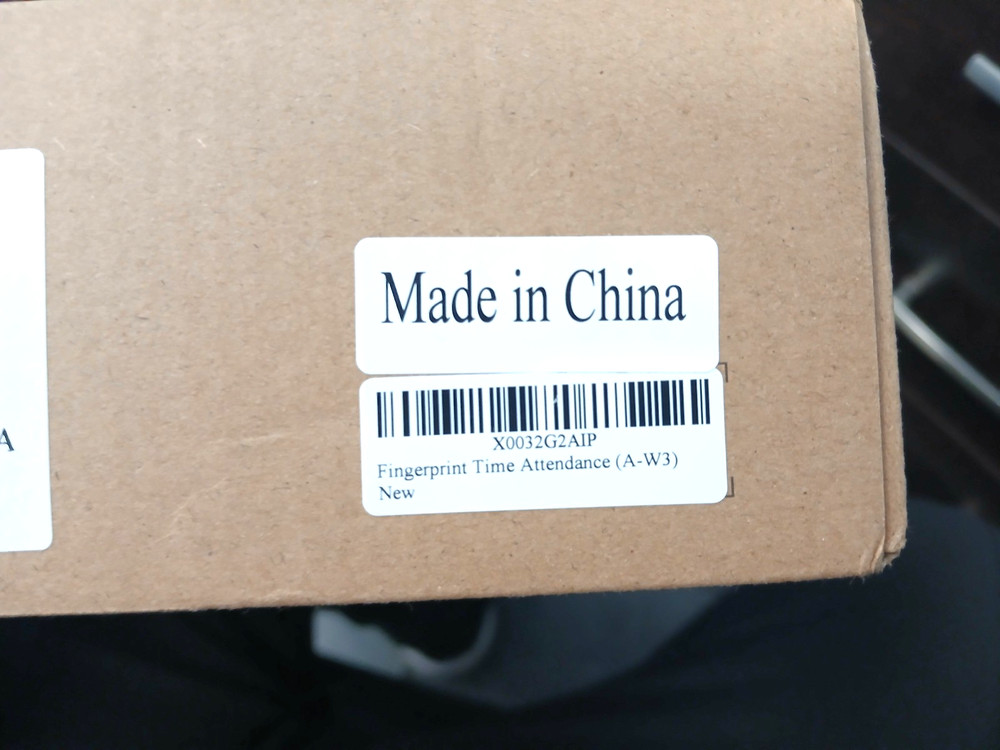 A
Made in China
X0032G2AIP
Fingerprint Time Attendance (A-W3)
New